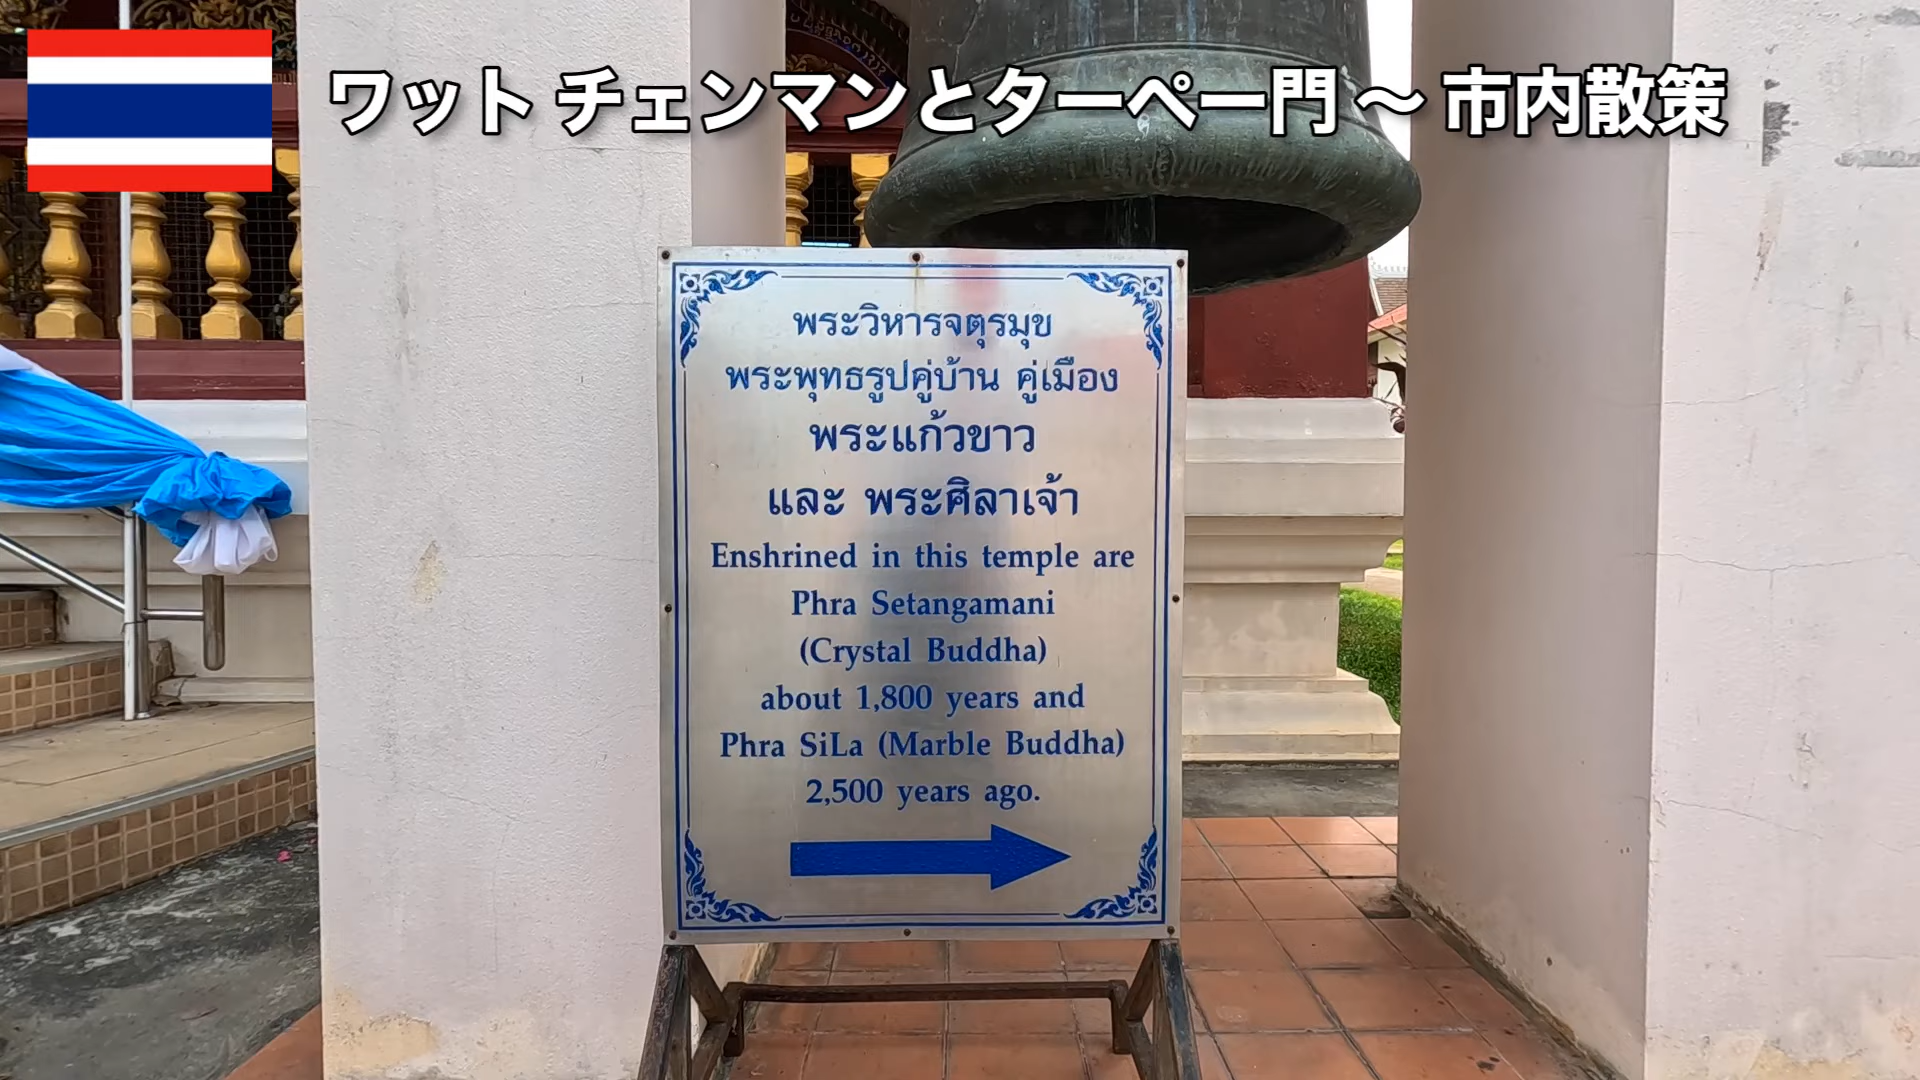 ワット チェンマンとターペー門 〜 市内散策
พระวิหารจตุรมุข
พระพุทธรูปคู่บ้าน คู่เมือง
พระแก้วขาว
และ พระศิลาเจ้า
Enshrined in this temple are
Phra Setangamani
(Crystal Buddha)
about 1,800 years and
Phra SiLa (Marble Buddha)
2,500 years ago.